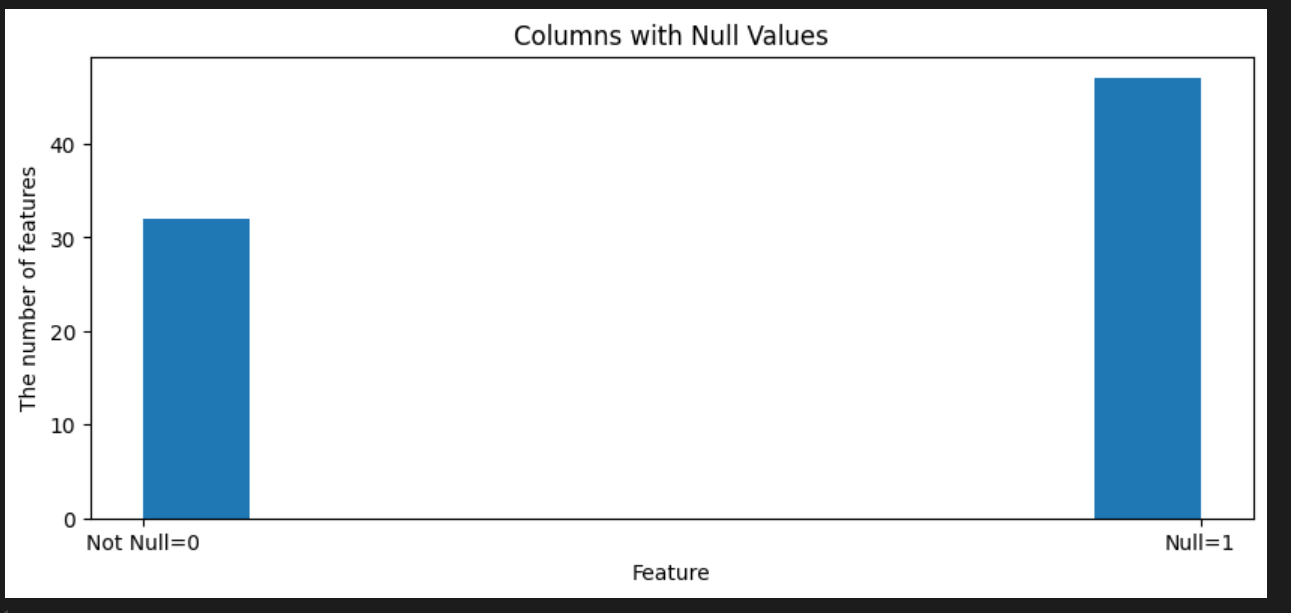 Columns with Null Values
The number of features
40
30
20
10
0
Not Null=0
Null=1
Feature